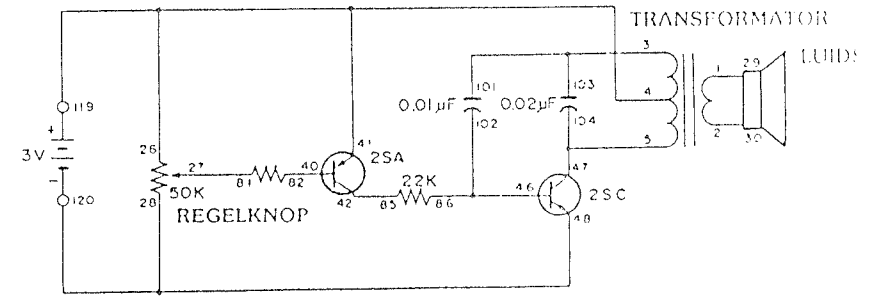 TRANSFORMATOR
LUIDS
3
1
29
4
5
2
30
101
0.01µF
102
103
0.02µF
104
119
+
3V
-
120
26
27
50K
28
REGELKNOP
81
82
40
41
2SA
42
22K
85
86
46
47
2SC
48